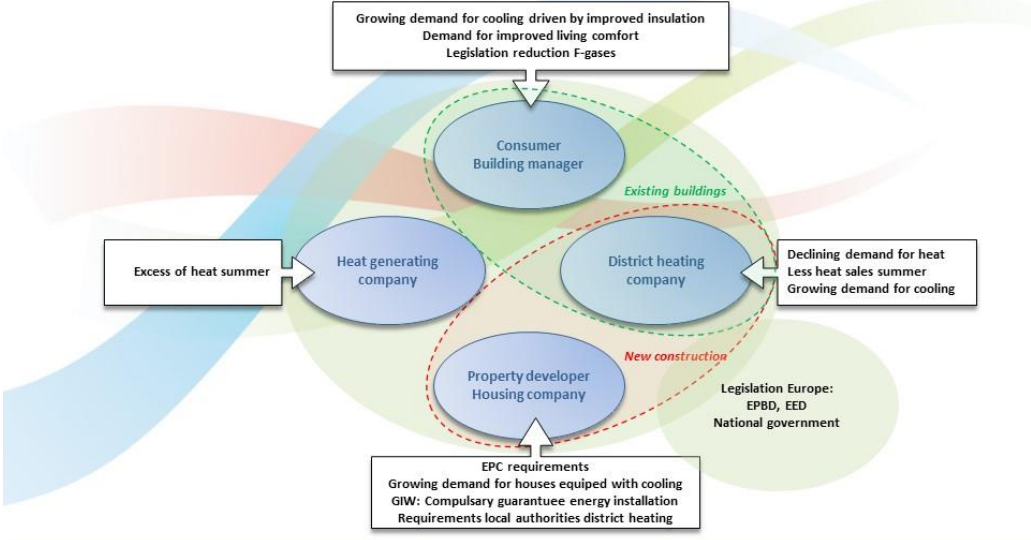 Growing demand for cooling driven by improved insulation
Demand for improved living comfort
Legislation reduction F-gases
Consumer
Building manager
Existing buildings
Excess of heat summer
Heat generating
company
District heating
company
Declining demand for heat
Less heat sales summer
Growing demand for cooling
New construction
Property developer
Housing company
Legislation Europe:
EPBD, EED
National government
EPC requirements
Growing demand for houses equiped with cooling
GIW: Compulsary guarantuee energy installation
Requirements local authorities district heating